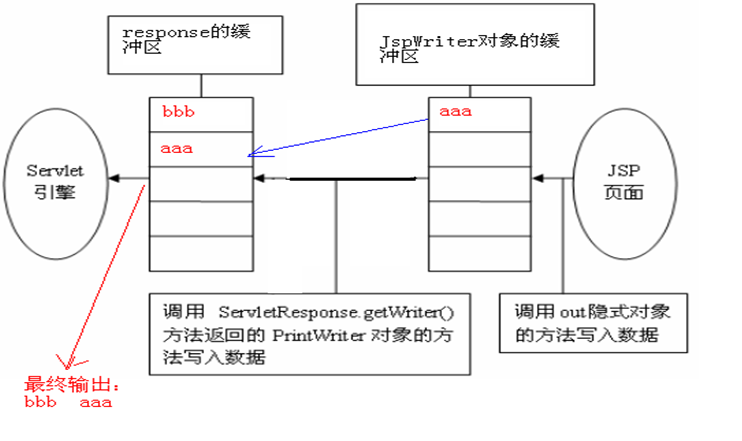 response的缓
冲区
JspWriter对象的缓
冲区
bbb
aaa
aaa
Servlet
引擎
JSP
页面
调用 ServletResponse.getWriter()
方法返回的 PrintWriter 对象的方
法写入数据
调用 out隐式对象
的方法写入数据
最终输出：
bbb aaa